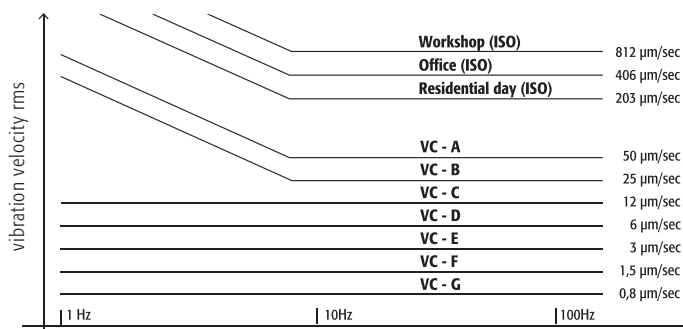 vibration velocity rms
Workshop (ISO)
812 µm/sec
Office (ISO)
406 µm/sec
Residential day (ISO)
203 µm/sec
VC - A
50 µm/sec
VC - B
25 µm/sec
VC - C
12 µm/sec
VC - D
6 µm/sec
VC - E
3 µm/sec
VC - F
1,5 µm/sec
VC - G
0,8 µm/sec
1 Hz
10Hz
100Hz